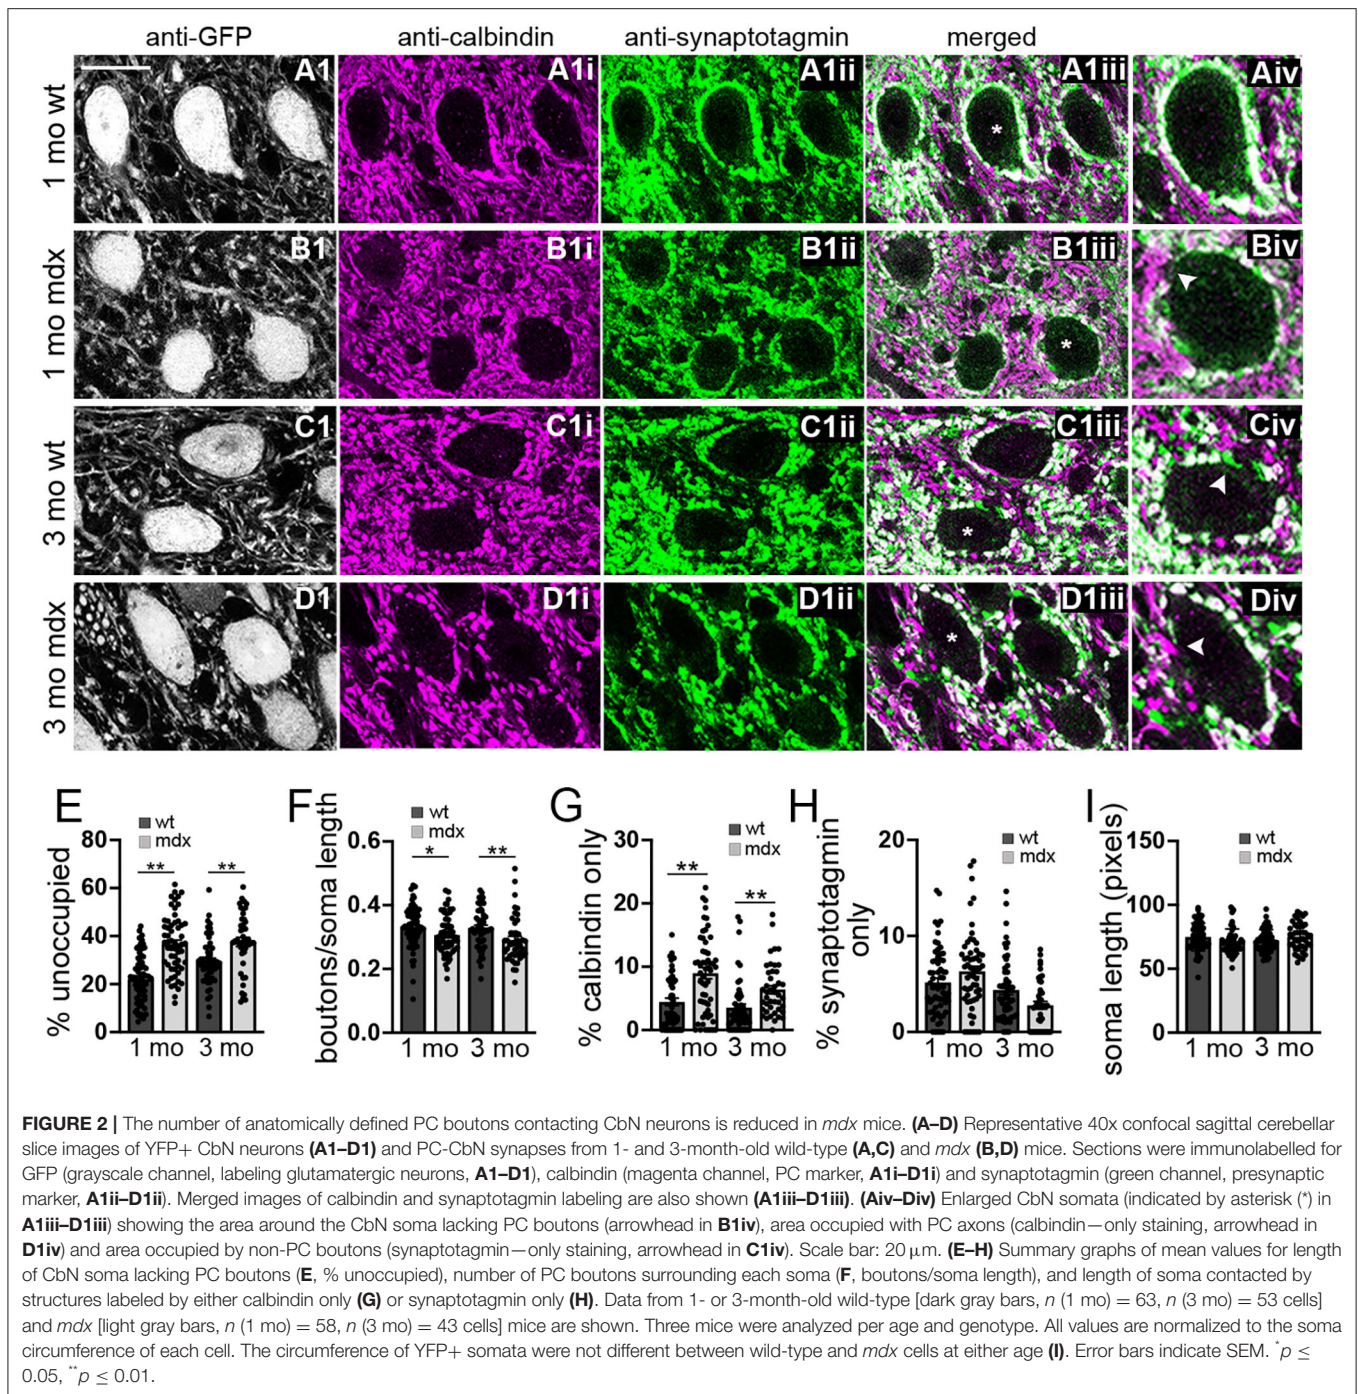 anti-GFP anti-calbindin anti-synaptotagmin merged
1 mo wt
A1 A1i A1ii A1iii Aiv
*
1 mo mdx
B1 B1i B1ii B1iii Biv
*
3 mo wt
C1 C1i C1ii C1iii Civ
*
3 mo mdx
D1 D1i D1ii D1iii Div
*
E
% unoccupied
80
60
40
20
0
wt
mdx
** **
1 mo 3 mo
F
boutons/soma length
0.6
0.4
0.2
0.0
wt
mdx
* **
1 mo 3 mo
G
% calbindin only
30
20
10
0
wt
mdx
** **
1 mo 3 mo
H
% synaptotagmin
only
20
10
0
wt
mdx
1 mo 3 mo
I
soma length (pixels)
150
100
50
0
wt
mdx
1 mo 3 mo
FIGURE 2 | The number of anatomically defined PC boutons contacting CbN neurons is reduced in mdx mice. (A–D) Representative 40x confocal sagittal cerebellar
slice images of YFP+ CbN neurons (A1–D1) and PC-CbN synapses from 1- and 3-month-old wild-type (A,C) and mdx (B,D) mice. Sections were immunolabelled for
GFP (grayscale channel, labeling glutamatergic neurons, A1–D1), calbindin (magenta channel, PC marker, A1i–D1i) and synaptotagmin (green channel, presynaptic
marker, A1ii–D1ii). Merged images of calbindin and synaptotagmin labeling are also shown (A1iii–D1iii). (Aiv–Div) Enlarged CbN somata (indicated by asterisk (*) in
A1iii–D1iii) showing the area around the CbN soma lacking PC boutons (arrowhead in B1iv), area occupied with PC axons (calbindin—only staining, arrowhead in
D1iv) and area occupied by non-PC boutons (synaptotagmin—only staining, arrowhead in C1iv). Scale bar: 20 μm. (E–H) Summary graphs of mean values for length
of CbN soma lacking PC boutons (E, % unoccupied), number of PC boutons surrounding each soma (F, boutons/soma length), and length of soma contacted by
structures labeled by either calbindin only (G) or synaptotagmin only (H). Data from 1- or 3-month-old wild-type [dark gray bars, n (1 mo) = 63, n (3 mo) = 53 cells]
and mdx [light gray bars, n (1 mo) = 58, n (3 mo) = 43 cells] mice are shown. Three mice were analyzed per age and genotype. All values are normalized to the soma
circumference of each cell. The circumference of YFP+ somata were not different between wild-type and mdx cells at either age (I). Error bars indicate SEM. *p ≤
0.05, **p ≤ 0.01.